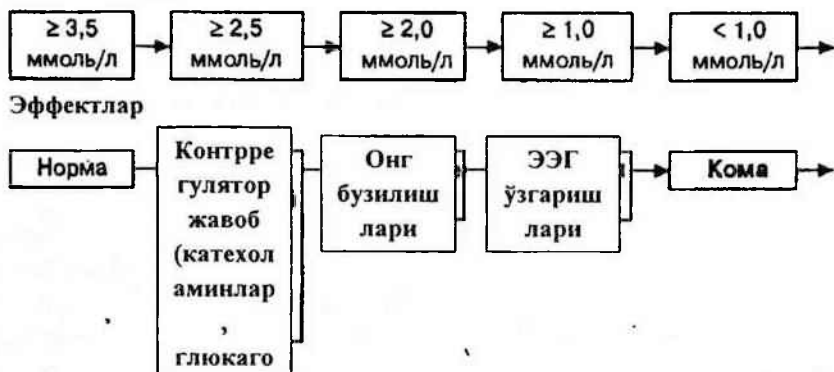 ≥ 3,5 ммоль/л
≥ 2,5 ммоль/л
≥ 2,0 ммоль/л
≥ 1,0 ммоль/л
< 1,0 ммоль/л
Эффектлар
Норма
Контрре
гулятор
жавоб
(катехол
аминлар
,
глюкаго
Онг
бузилиш
лари
ЭЭГ
ўзгариш
лари
Кома